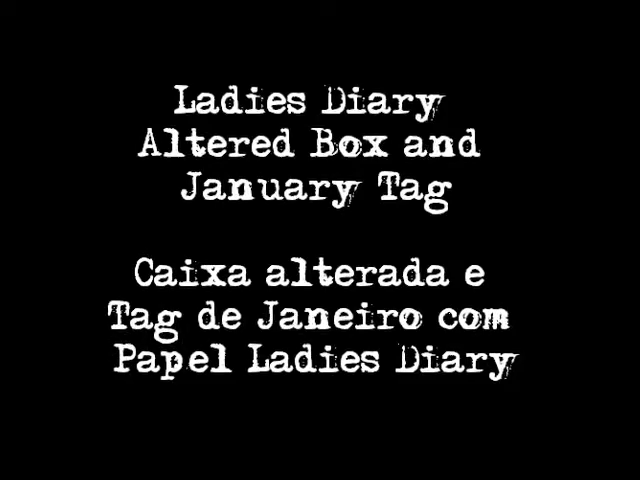 Ladies Diary
Altered Box and
January Tag
Caixa alterada e
Tag de Janeiro com
Papel Ladies Diary